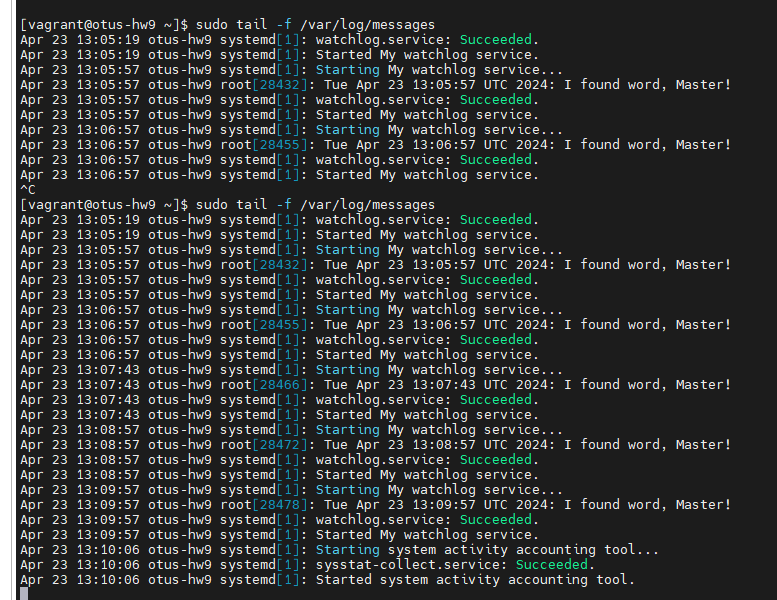 [vagrant@otus-hw9 ~]$ sudo tail -f /var/log/messages
Apr 23 13:05:19 otus-hw9 systemd[1]: watchlog.service: Succeeded.
Apr 23 13:05:19 otus-hw9 systemd[1]: Started My watchlog service.
Apr 23 13:05:57 otus-hw9 systemd[1]: Starting My watchlog service...
Apr 23 13:05:57 otus-hw9 root[28432]: Tue Apr 23 13:05:57 UTC 2024: I found word, Master!
Apr 23 13:05:57 otus-hw9 systemd[1]: watchlog.service: Succeeded.
Apr 23 13:05:57 otus-hw9 systemd[1]: Started My watchlog service.
Apr 23 13:06:57 otus-hw9 systemd[1]: Starting My watchlog service...
Apr 23 13:06:57 otus-hw9 root[28455]: Tue Apr 23 13:06:57 UTC 2024: I found word, Master!
Apr 23 13:06:57 otus-hw9 systemd[1]: watchlog.service: Succeeded.
Apr 23 13:06:57 otus-hw9 systemd[1]: Started My watchlog service.
^C
[vagrant@otus-hw9 ~]$ sudo tail -f /var/log/messages
Apr 23 13:05:19 otus-hw9 systemd[1]: watchlog.service: Succeeded.
Apr 23 13:05:19 otus-hw9 systemd[1]: Started My watchlog service.
Apr 23 13:05:57 otus-hw9 systemd[1]: Starting My watchlog service...
Apr 23 13:05:57 otus-hw9 root[28432]: Tue Apr 23 13:05:57 UTC 2024: I found word, Master!
Apr 23 13:05:57 otus-hw9 systemd[1]: watchlog.service: Succeeded.
Apr 23 13:05:57 otus-hw9 systemd[1]: Started My watchlog service.
Apr 23 13:06:57 otus-hw9 systemd[1]: Starting My watchlog service...
Apr 23 13:06:57 otus-hw9 root[28455]: Tue Apr 23 13:06:57 UTC 2024: I found word, Master!
Apr 23 13:06:57 otus-hw9 systemd[1]: watchlog.service: Succeeded.
Apr 23 13:06:57 otus-hw9 systemd[1]: Started My watchlog service.
Apr 23 13:07:43 otus-hw9 systemd[1]: Starting My watchlog service...
Apr 23 13:07:43 otus-hw9 root[28466]: Tue Apr 23 13:07:43 UTC 2024: I found word, Master!
Apr 23 13:07:43 otus-hw9 systemd[1]: watchlog.service: Succeeded.
Apr 23 13:07:43 otus-hw9 systemd[1]: Started My watchlog service.
Apr 23 13:08:57 otus-hw9 systemd[1]: Starting My watchlog service...
Apr 23 13:08:57 otus-hw9 root[28472]: Tue Apr 23 13:08:57 UTC 2024: I found word, Master!
Apr 23 13:08:57 otus-hw9 systemd[1]: watchlog.service: Succeeded.
Apr 23 13:08:57 otus-hw9 systemd[1]: Started My watchlog service.
Apr 23 13:09:57 otus-hw9 systemd[1]: Starting My watchlog service...
Apr 23 13:09:57 otus-hw9 root[28478]: Tue Apr 23 13:09:57 UTC 2024: I found word, Master!
Apr 23 13:09:57 otus-hw9 systemd[1]: watchlog.service: Succeeded.
Apr 23 13:09:57 otus-hw9 systemd[1]: Started My watchlog service.
Apr 23 13:10:06 otus-hw9 systemd[1]: Starting system activity accounting tool...
Apr 23 13:10:06 otus-hw9 systemd[1]: sysstat-collect.service: Succeeded.
Apr 23 13:10:06 otus-hw9 systemd[1]: Started system activity accounting tool.